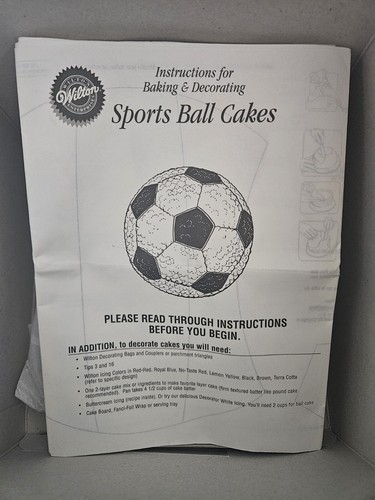 WILTON
Wilton
ENTERPRISES
Instructions for
Baking & Decorating
Sports Ball Cakes
PLEASE READ THROUGH INSTRUCTIONS
BEFORE YOU BEGIN.
IN ADDITION, to decorate cakes you will need:
• Wilton Decorating Bags and Couplers or parchment triangles
• Tips 3 and 16
• Wilton Icing Colors in Red-Red, Royal Blue, No-Taste Red, Lemon Yellow, Black, Brown, Terra Cotta
(refer to specific design)
• One 2-layer cake mix or ingredients to make favorite layer cake (firm textured batter like pound cake
recommended). Pan takes 4 1/2 cups of cake batter
• Buttercream Icing (recipe inside). Or try our delicious Decorator White Icing. You'll need 2 cups for ball cake
• Cake Board, Fanci-Foil Wrap or serving tray